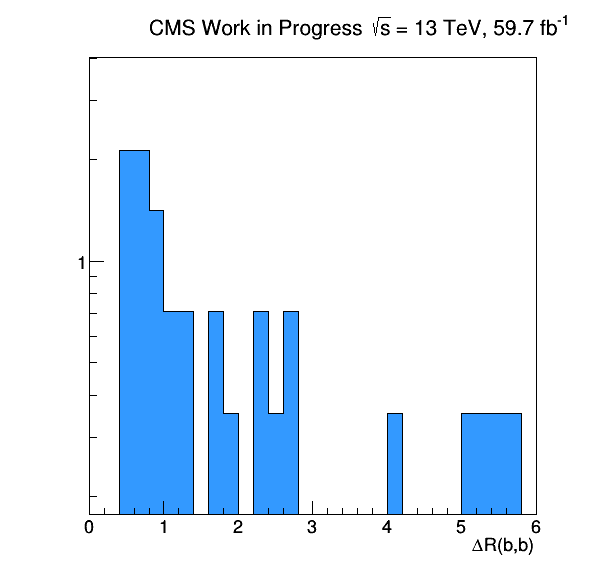 CMS Work in Progress √s = 13 TeV, 59.7 fb⁻¹
1
0 1 2 3 4 5 6
ΔR(b,b)